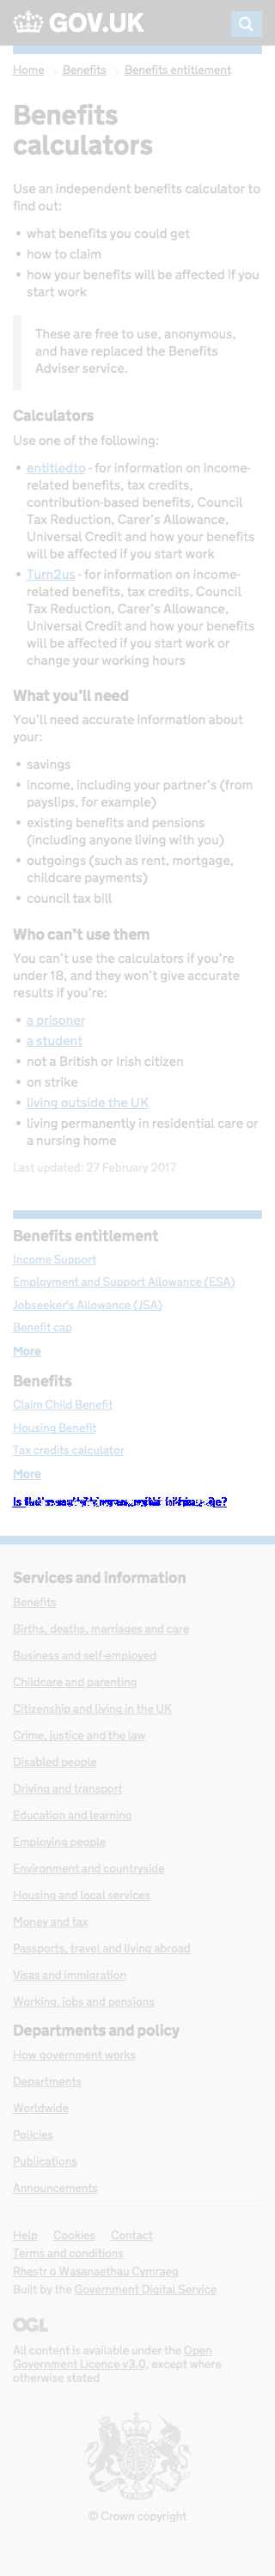 GOV.UK
Home
Benefits
Benefits entitlement
Benefits
calculators
Use an independent benefits calculator to
find out:
• what benefits you could get
• how to claim
• how your benefits will be affected if you
start work
These are free to use, anonymous,
and have replaced the Benefits
Adviser service.
Calculators
Use one of the following:
• entitledto - for information on income-
related benefits, tax credits,
contribution-based benefits, Council
Tax Reduction, Carer's Allowance,
Universal Credit and how your benefits
will be affected if you start work
• Turn2us - for information on income-
related benefits, tax credits, Council
Tax Reduction, Carer's Allowance,
Universal Credit and how your benefits
will be affected if you start work or
change your working hours
What you'll need
You'll need accurate information about
your:
• savings
• income, including your partner's (from
payslips, for example)
• existing benefits and pensions
(including anyone living with you)
• outgoings (such as rent, mortgage,
childcare payments)
• council tax bill
Who can't use them
You can't use the calculators if you're
under 18, and they won't give accurate
results if you're:
• a prisoner
• a student
• not a British or Irish citizen
• on strike
• living outside the UK
• living permanently in residential care or
a nursing home
Last updated: 27 February 2017
Benefits entitlement
Income Support
Employment and Support Allowance (ESA)
Jobseeker's Allowance (JSA)
Benefit cap
More
Benefits
Claim Child Benefit
Housing Benefit
Tax credits calculator
More
Is
Services and information
Benefits
Births, deaths, marriages and care
Business and self-employed
Childcare and parenting
Citizenship and living in the UK
Crime, justice and the law
Disabled people
Driving and transport
Education and learning
Employing people
Environment and countryside
Housing and local services
Money and tax
Passports, travel and living abroad
Visas and immigration
Working, jobs and pensions
Departments and policy
How government works
Departments
Worldwide
Policies
Publications
Announcements
Help Cookies Contact
Terms and conditions
Rhestr o Wasanaethau Cymraeg
Built by the Government Digital Service
OGL
All content is available under the Open
Government Licence v3.0, except where
otherwise stated
© Crown copyright